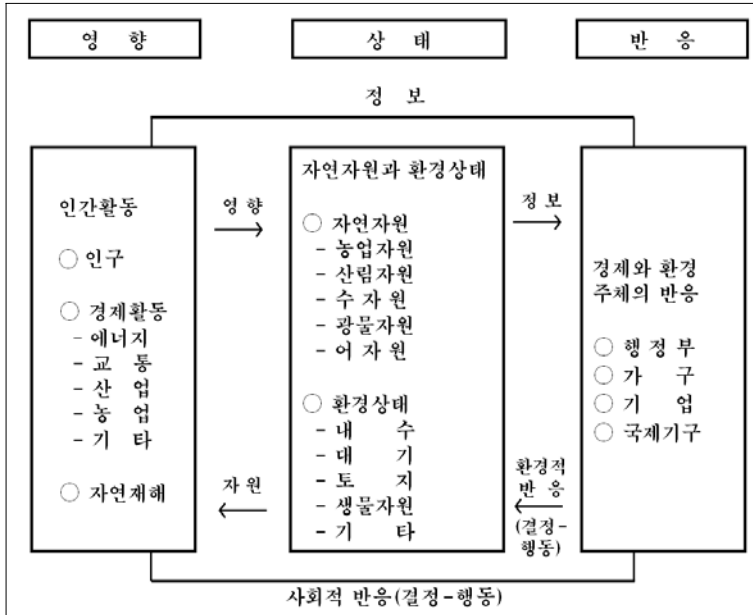 영 향
상 태
반 응
정 보
인간활동
○ 인구
○ 경제활동
- 에너지
- 교 통
- 산 업
- 농 업
- 기 타
○ 자연재해
영 향
자 원
자연자원과 환경상태
○ 자연자원
- 농업자원
- 산림자원
- 수 자 원
- 광물자원
- 어 자 원
○ 환경상태
- 내 수
- 대 기
- 토 지
- 생물자원
- 기 타
정 보
환경적
반 응
(결정-
행동)
경제와 환경
주체의 반응
○ 행 정 부
○ 가 구
○ 기 업
○ 국제기구
사회적 반응(결정-행동)